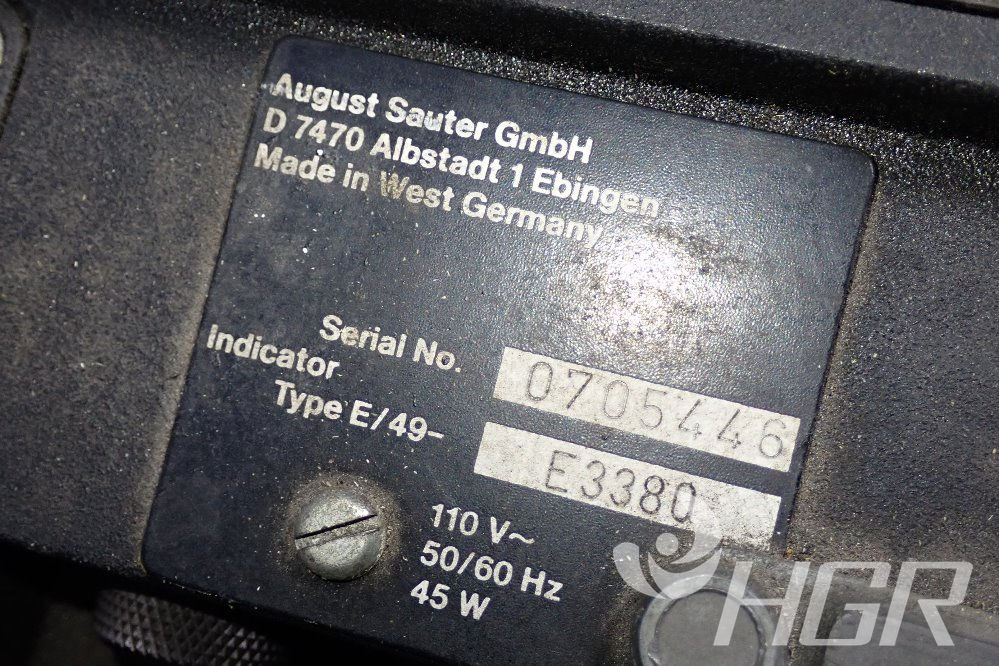 August Sauter GmbH
D 7470 Albstadt 1 Ebingen
Made in West Germany
Serial No. 0705446
Indicator
Type E/49- E3380
110 V~
50/60 Hz
45 W
HGR